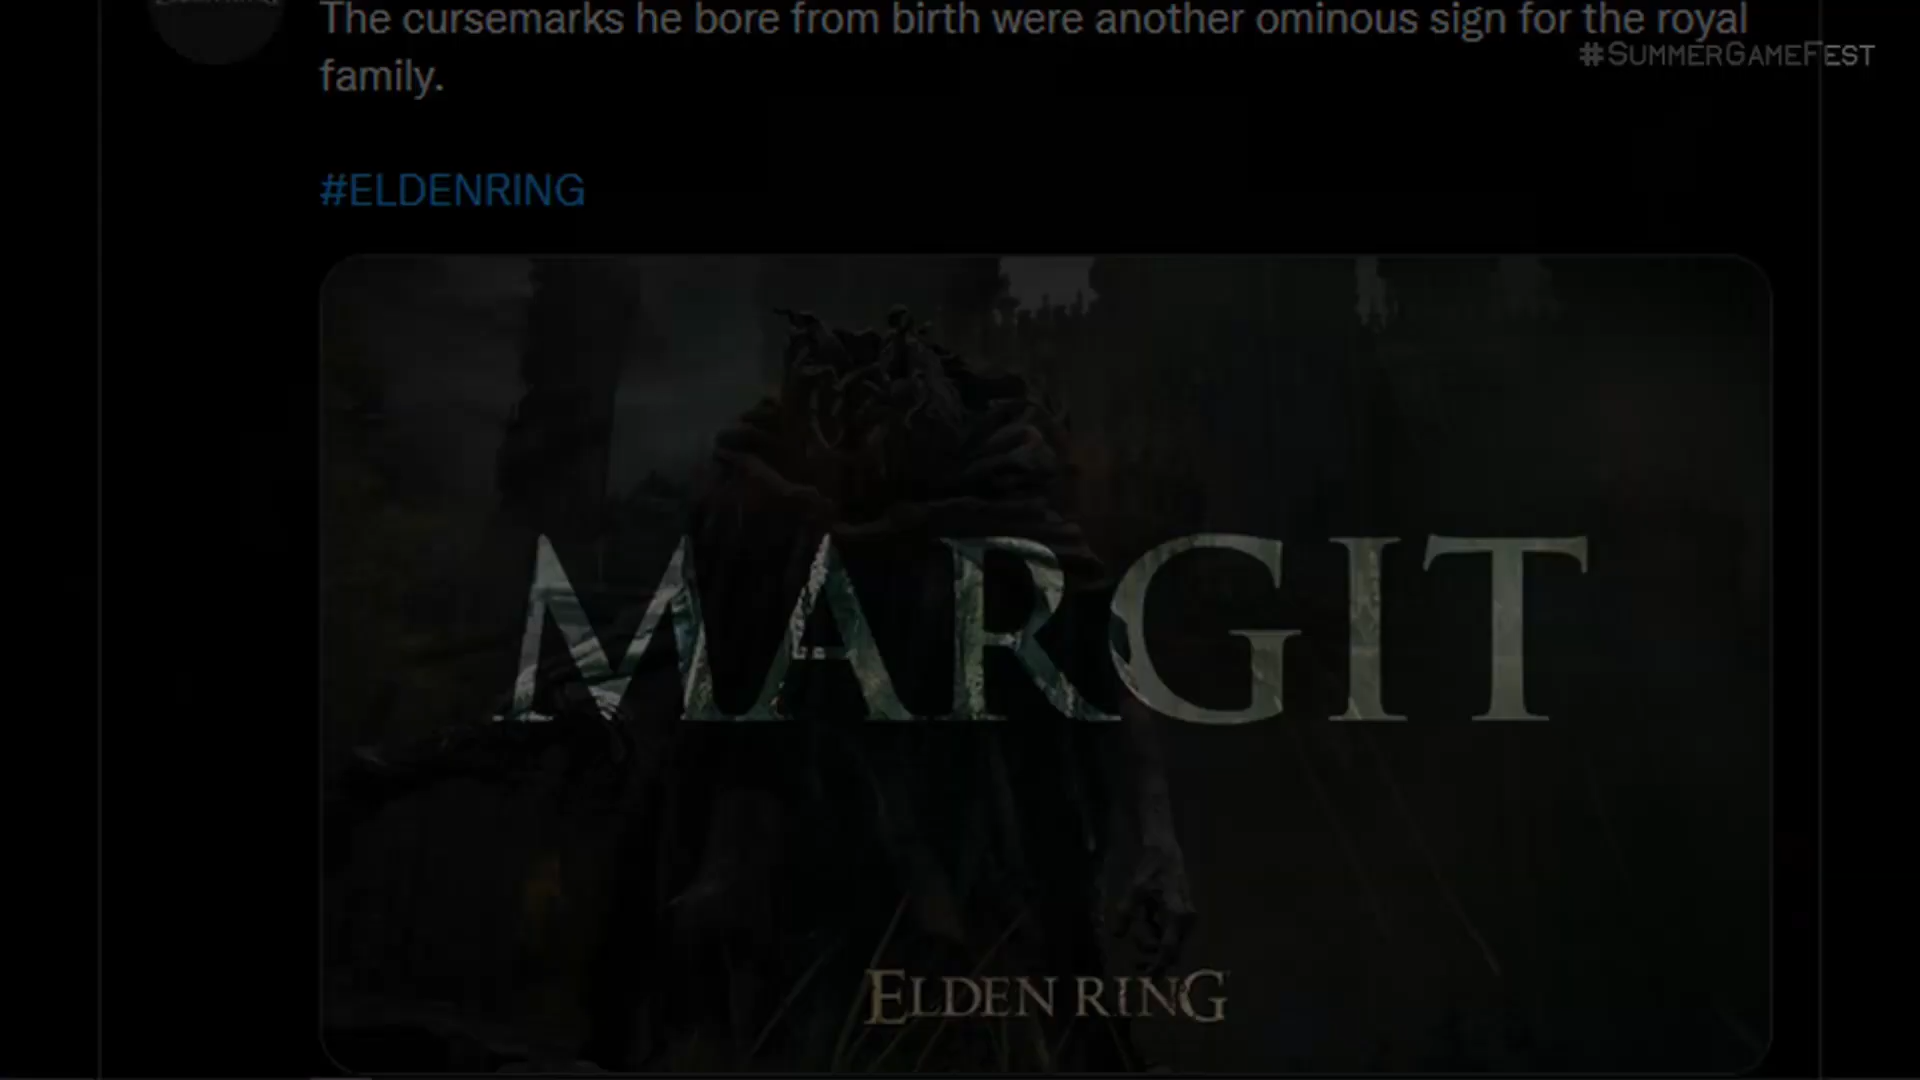 The cursemarks he bore from birth were another ominous sign for the royal
#SUMMERGAMEFEST
family.
#ELDENRING
MARGIT
ELDEN RING